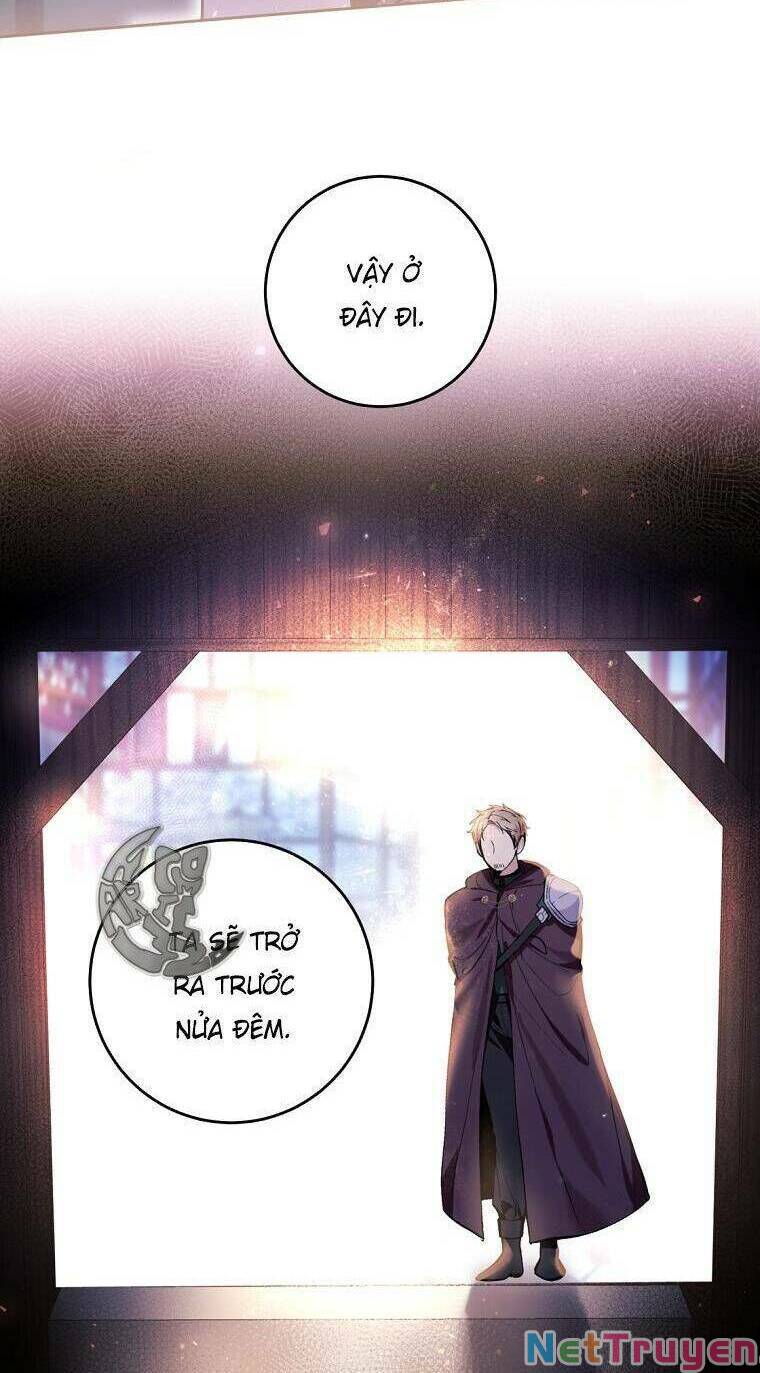 VẬY Ở
ĐÂY ĐI.
TA SẼ TRỞ
RA TRƯỚC
NỬA ĐÊM.
NetTruyen